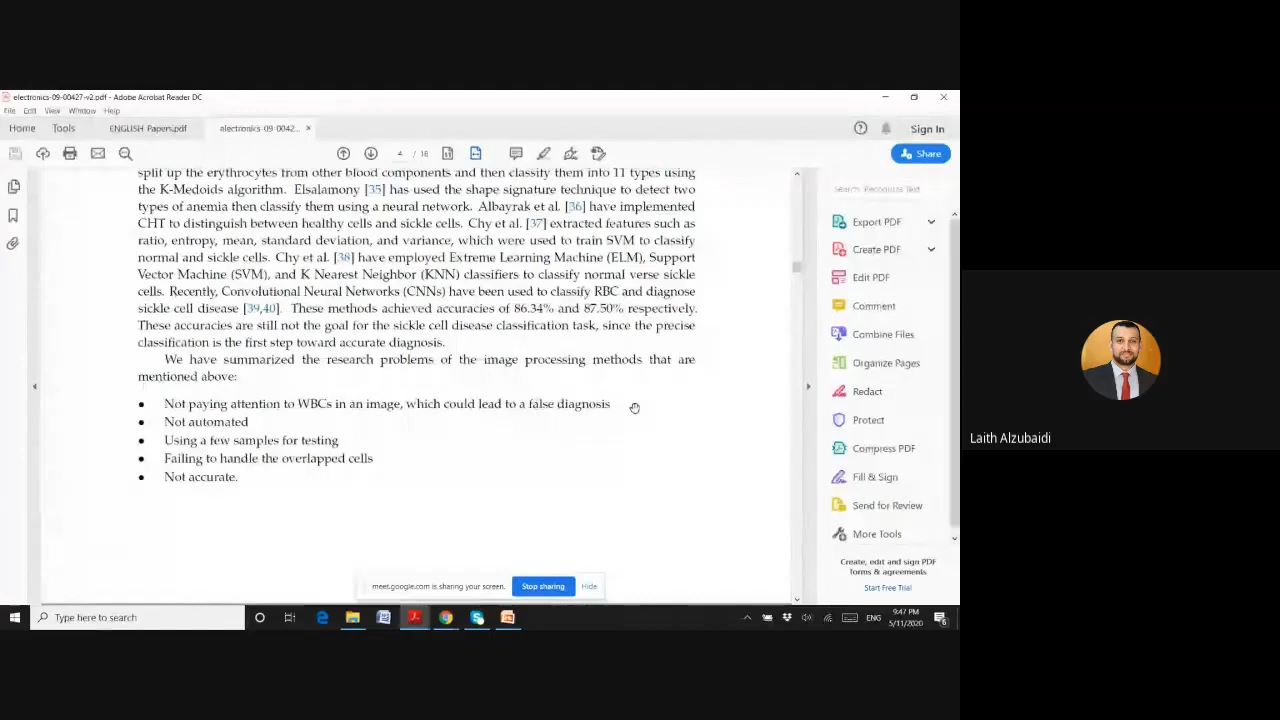 electronics-09-00427-v2.pdf - Adobe Acrobat Reader DC
File Edit View Window Help
Home Tools ENGLISH Papers.pdf electronics-09-0042... × Sign In
4 / 16 Share
split up the erythrocytes from other blood components and then classify them into 11 types using
the K-Medoids algorithm. Elsalamony [35] has used the shape signature technique to detect two
types of anemia then classify them using a neural network. Albayrak et al. [36] have implemented
CHT to distinguish between healthy cells and sickle cells. Chy et al. [37] extracted features such as
ratio, entropy, mean, standard deviation, and variance, which were used to train SVM to classify
normal and sickle cells. Chy et al. [38] have employed Extreme Learning Machine (ELM), Support
Vector Machine (SVM), and K Nearest Neighbor (KNN) classifiers to classify normal verse sickle
cells. Recently, Convolutional Neural Networks (CNNs) have been used to classify RBC and diagnose
sickle cell disease [39,40]. These methods achieved accuracies of 86.34% and 87.50% respectively.
These accuracies are still not the goal for the sickle cell disease classification task, since the precise
classification is the first step toward accurate diagnosis.
We have summarized the research problems of the image processing methods that are
mentioned above:
• Not paying attention to WBCs in an image, which could lead to a false diagnosis
• Not automated
• Using a few samples for testing
• Failing to handle the overlapped cells
• Not accurate.
Search 'Recognize Text'
Export PDF
Create PDF
Edit PDF
Comment
Combine Files
Organize Pages
Redact
Protect
Compress PDF
Fill & Sign
Send for Review
More Tools
Create, edit and sign PDF
forms & agreements
Start Free Trial
meet.google.com is sharing your screen. Stop sharing Hide
Type here to search
ENG
9:47 PM
5/11/2020
6
Laith Alzubaidi